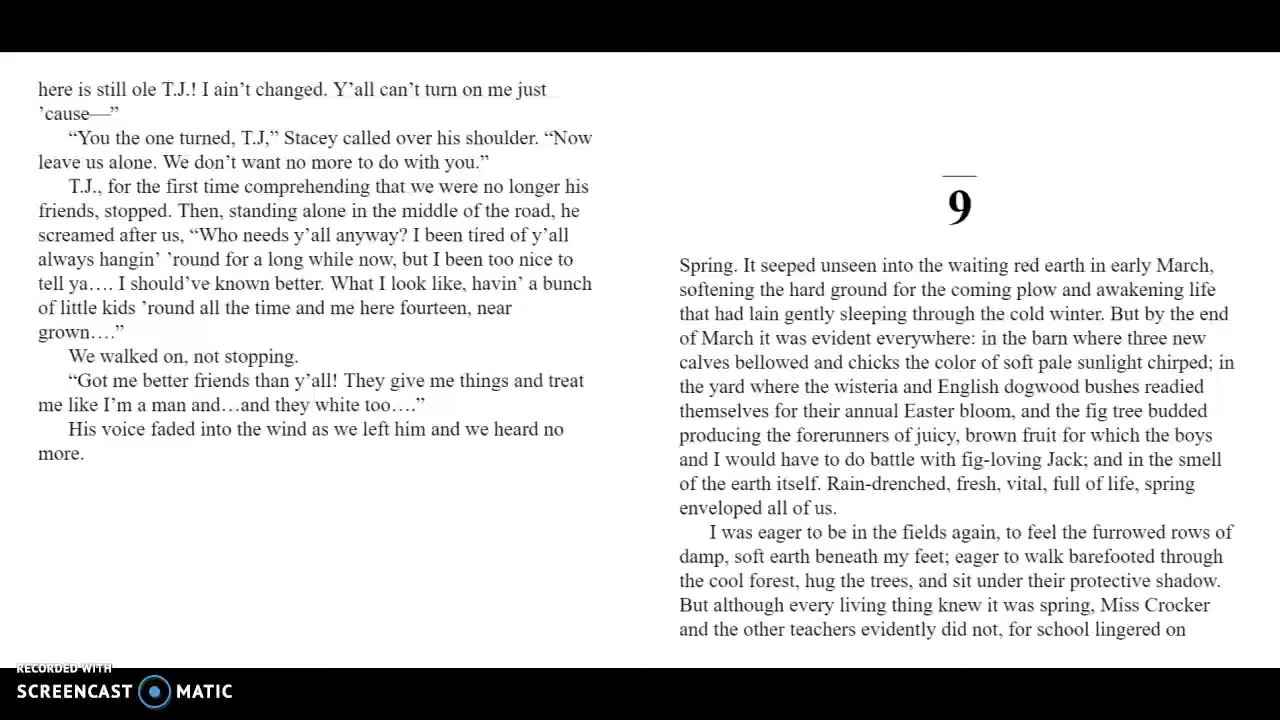 here is still ole T.J.! I ain’t changed. Y’all can’t turn on me just
’cause—”
“You the one turned, T.J,” Stacey called over his shoulder. “Now
leave us alone. We don’t want no more to do with you.”
T.J., for the first time comprehending that we were no longer his
friends, stopped. Then, standing alone in the middle of the road, he
screamed after us, “Who needs y’all anyway? I been tired of y’all
always hangin’ ’round for a long while now, but I been too nice to
tell ya…. I should’ve known better. What I look like, havin’ a bunch
of little kids ’round all the time and me here fourteen, near
grown….”
We walked on, not stopping.
“Got me better friends than y’all! They give me things and treat
me like I’m a man and…and they white too….”
His voice faded into the wind as we left him and we heard no
more.
9
Spring. It seeped unseen into the waiting red earth in early March,
softening the hard ground for the coming plow and awakening life
that had lain gently sleeping through the cold winter. But by the end
of March it was evident everywhere: in the barn where three new
calves bellowed and chicks the color of soft pale sunlight chirped; in
the yard where the wisteria and English dogwood bushes readied
themselves for their annual Easter bloom, and the fig tree budded
producing the forerunners of juicy, brown fruit for which the boys
and I would have to do battle with fig-loving Jack; and in the smell
of the earth itself. Rain-drenched, fresh, vital, full of life, spring
enveloped all of us.
I was eager to be in the fields again, to feel the furrowed rows of
damp, soft earth beneath my feet; eager to walk barefooted through
the cool forest, hug the trees, and sit under their protective shadow.
But although every living thing knew it was spring, Miss Crocker
and the other teachers evidently did not, for school lingered on
RECORDED WITH
SCREENCAST MATIC